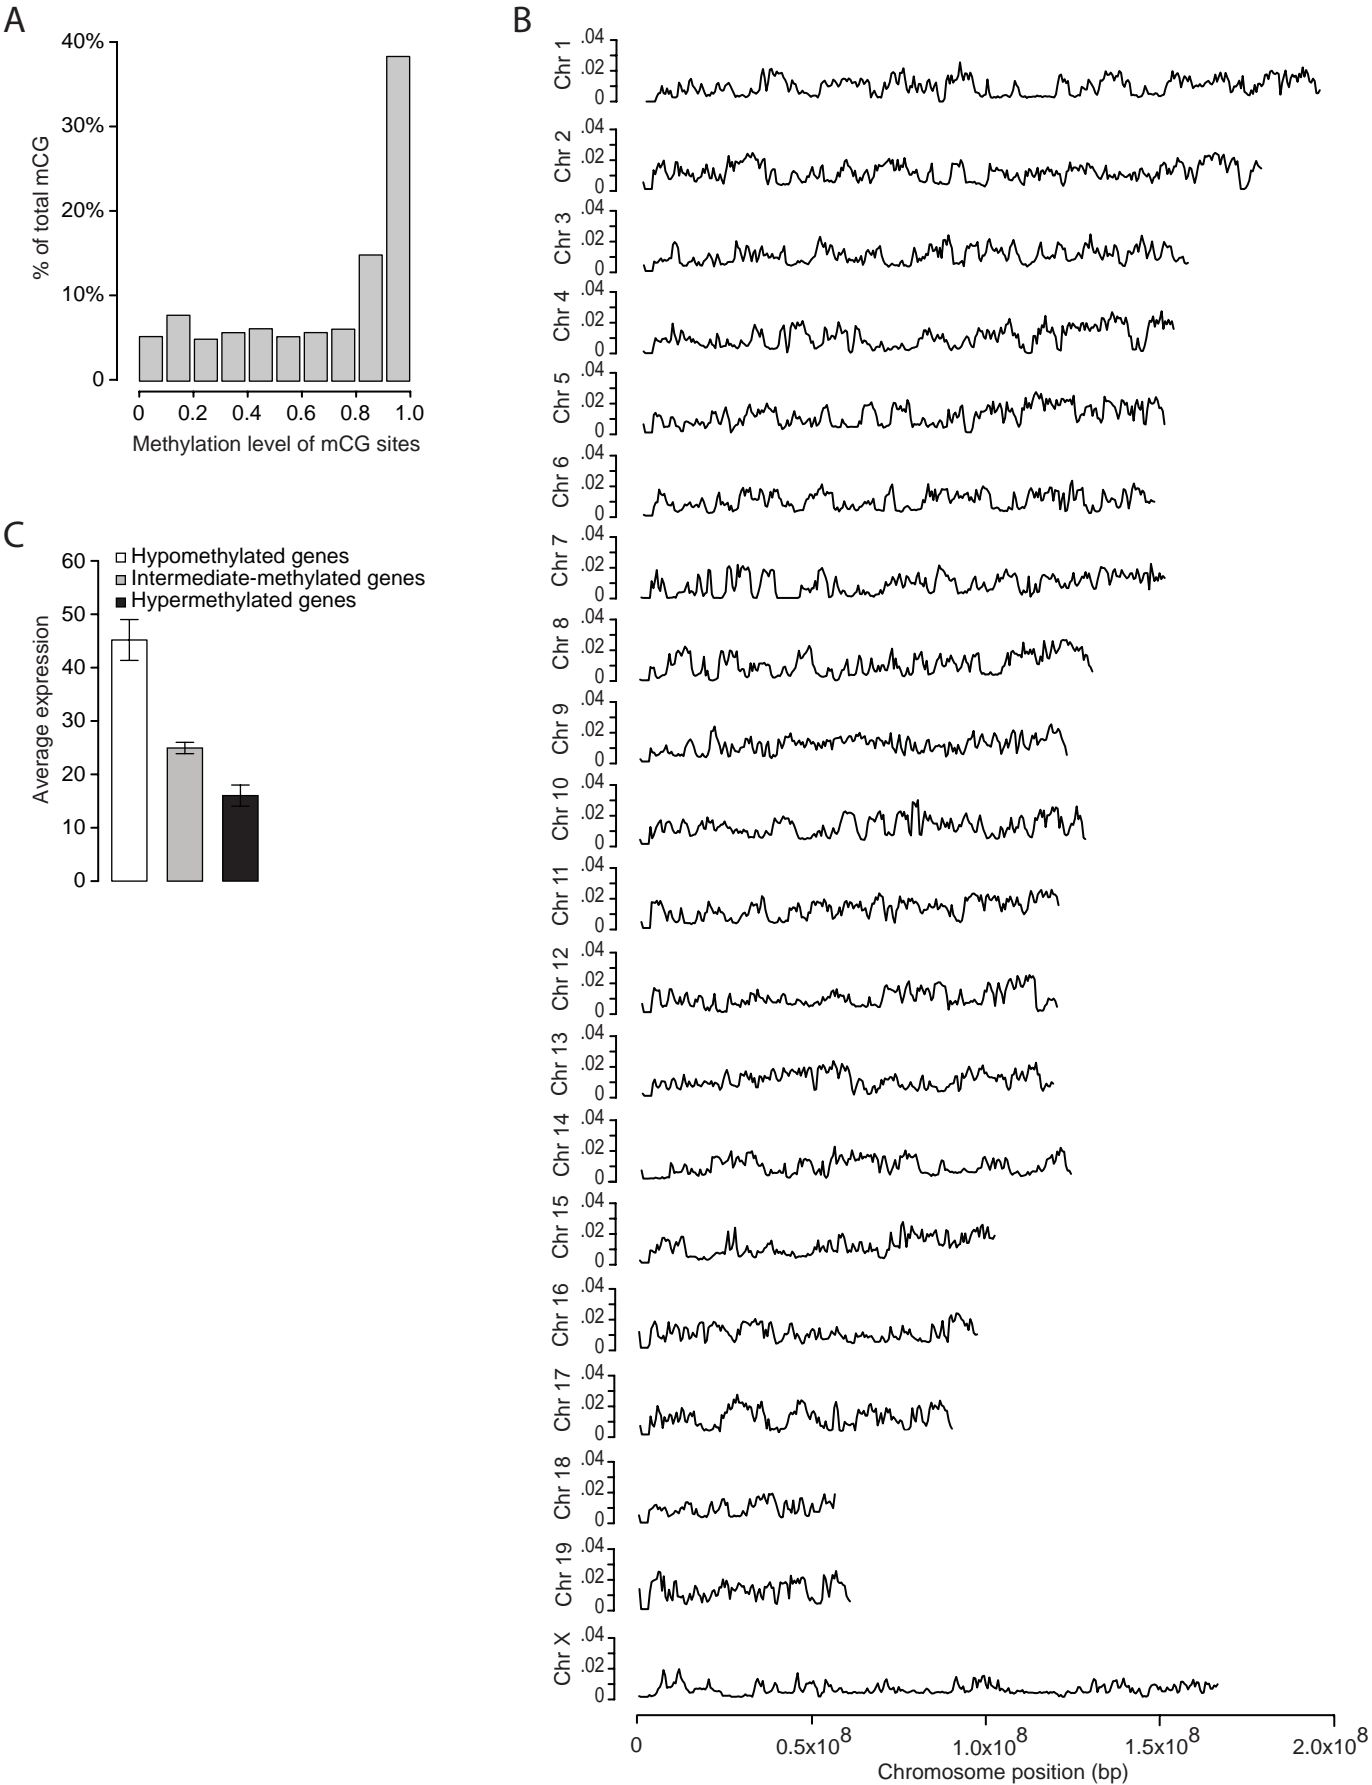 A
40%
30%
20%
10%
0
% of total mCG
0 0.2 0.4 0.6 0.8 1.0
Methylation level of mCG sites
C
Hypomethylated genes
Intermediate-methylated genes
Hypermethylated genes
60
50
40
30
20
10
0
Average expression
B
Chr 1
.04
.02
0
Chr 2
.04
.02
0
Chr 3
.04
.02
0
Chr 4
.04
.02
0
Chr 5
.04
.02
0
Chr 6
.04
.02
0
Chr 7
.04
.02
0
Chr 8
.04
.02
0
Chr 9
.04
.02
0
Chr 10
.04
.02
0
Chr 11
.04
.02
0
Chr 12
.04
.02
0
Chr 13
.04
.02
0
Chr 14
.04
.02
0
Chr 15
.04
.02
0
Chr 16
.04
.02
0
Chr 17
.04
.02
0
Chr 18
.04
.02
0
Chr 19
.04
.02
0
Chr X
.04
.02
0
0 0.5x10⁸ 1.0x10⁸ 1.5x10⁸ 2.0x10⁸
Chromosome position (bp)